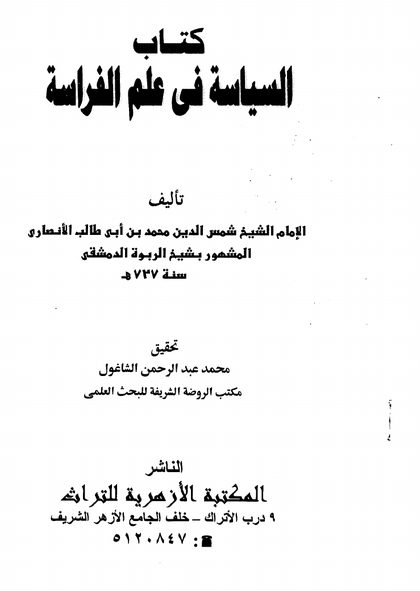 كتاب
السياسة فى علم الفراسة
تأليف
الإمام الشيخ شمس الدين محمد بن أبى طالب الأنصارى
المشهور بشيخ الربوة الدمشقى
سنة ٧٣٧ هـ
تحقيق
محمد عبد الرحمن الشاغول
مكتب الروضة الشريفة للبحث العلمى
الناشر
المكتبة الأزهرية للتراث
٩ درب الأتراك - خلف الجامع الأزهر الشريف
☎ : ٥١٢٠٨٤٧